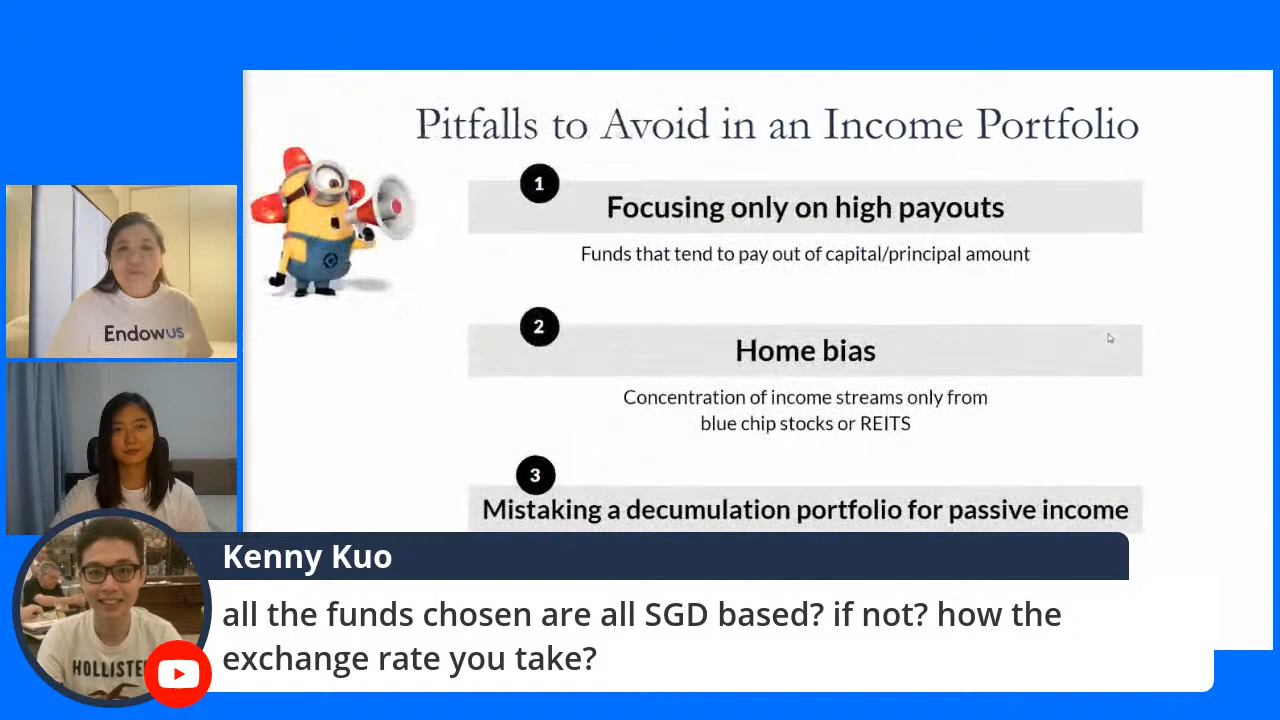 Pitfalls to Avoid in an Income Portfolio
1
Focusing only on high payouts
Funds that tend to pay out of capital/principal amount
2
Home bias
Concentration of income streams only from
blue chip stocks or REITS
3
Mistaking a decumulation portfolio for passive income
Endowus
Kenny Kuo
all the funds chosen are all SGD based? if not? how the
exchange rate you take?
HOLLISTE